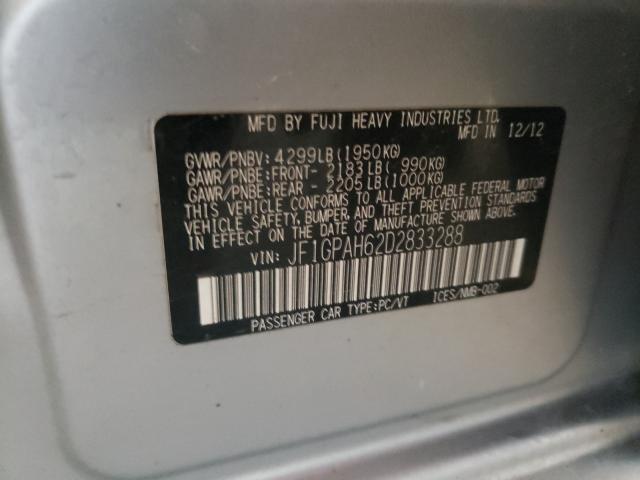 MFD BY FUJI HEAVY INDUSTRIES LTD.
MFD IN 12/12
GVWR/PNBV: 4299LB(1950KG)
GAWR/PNBE:FRONT- 2183LB( 990KG)
GAWR/PNBE:REAR - 2205LB(1000KG)
THIS VEHICLE CONFORMS TO ALL APPLICABLE FEDERAL MOTOR
VEHICLE SAFETY, BUMPER, AND THEFT PREVENTION STANDARDS
IN EFFECT ON THE DATE OF MANUFACTURE SHOWN ABOVE.
VIN: JF1GPAH62D2833288
PASSENGER CAR TYPE:PC/VT ICES/NMB-002